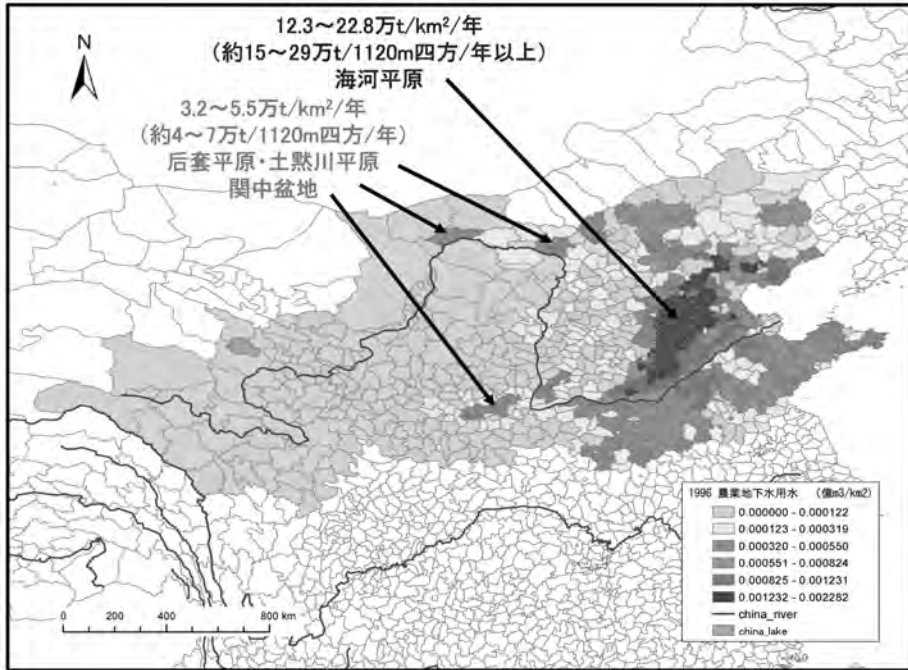 12.3～22.8万t/km²/年
(約15～29万t/1120m四方/年以上)
海河平原
N
3.2～5.5万t/km²/年
(約4～7万t/1120m四方/年)
后套平原・土黙川平原
関中盆地
1996 農業地下水用水 (億m3/km2)
0.000000 - 0.000122
0.000123 - 0.000319
0.000320 - 0.000550
0.000551 - 0.000824
0.000825 - 0.001231
0.001232 - 0.002282
china_river
china_lake
0 200 400 600 800 km